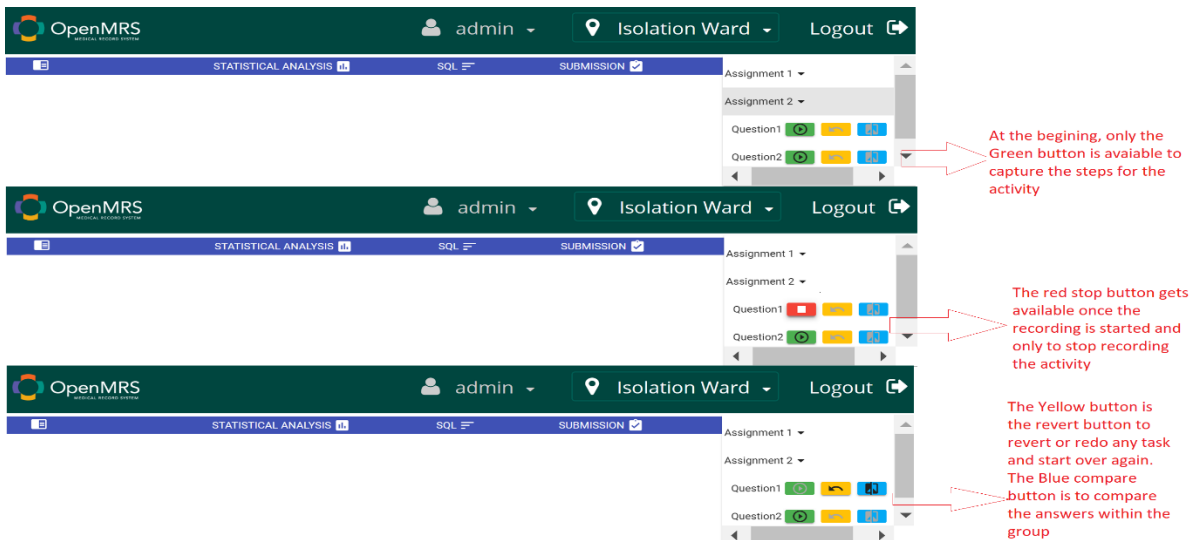 OpenMRS
MEDICAL RECORD SYSTEM
admin
Isolation Ward
Logout
STATISTICAL ANALYSIS
SQL
SUBMISSION
Assignment 1
Assignment 2
Question1
Question2
At the begining, only the
Green button is avaiable to
capture the steps for the
activity
OpenMRS
MEDICAL RECORD SYSTEM
admin
Isolation Ward
Logout
STATISTICAL ANALYSIS
SQL
SUBMISSION
Assignment 1
Assignment 2
Question1
Question2
The red stop button gets
available once the
recording is started and
only to stop recording
the activity
OpenMRS
MEDICAL RECORD SYSTEM
admin
Isolation Ward
Logout
STATISTICAL ANALYSIS
SQL
SUBMISSION
Assignment 1
Assignment 2
Question1
Question2
The Yellow button is
the revert button to
revert or redo any task
and start over again.
The Blue compare
button is to compare
the answers within the
group